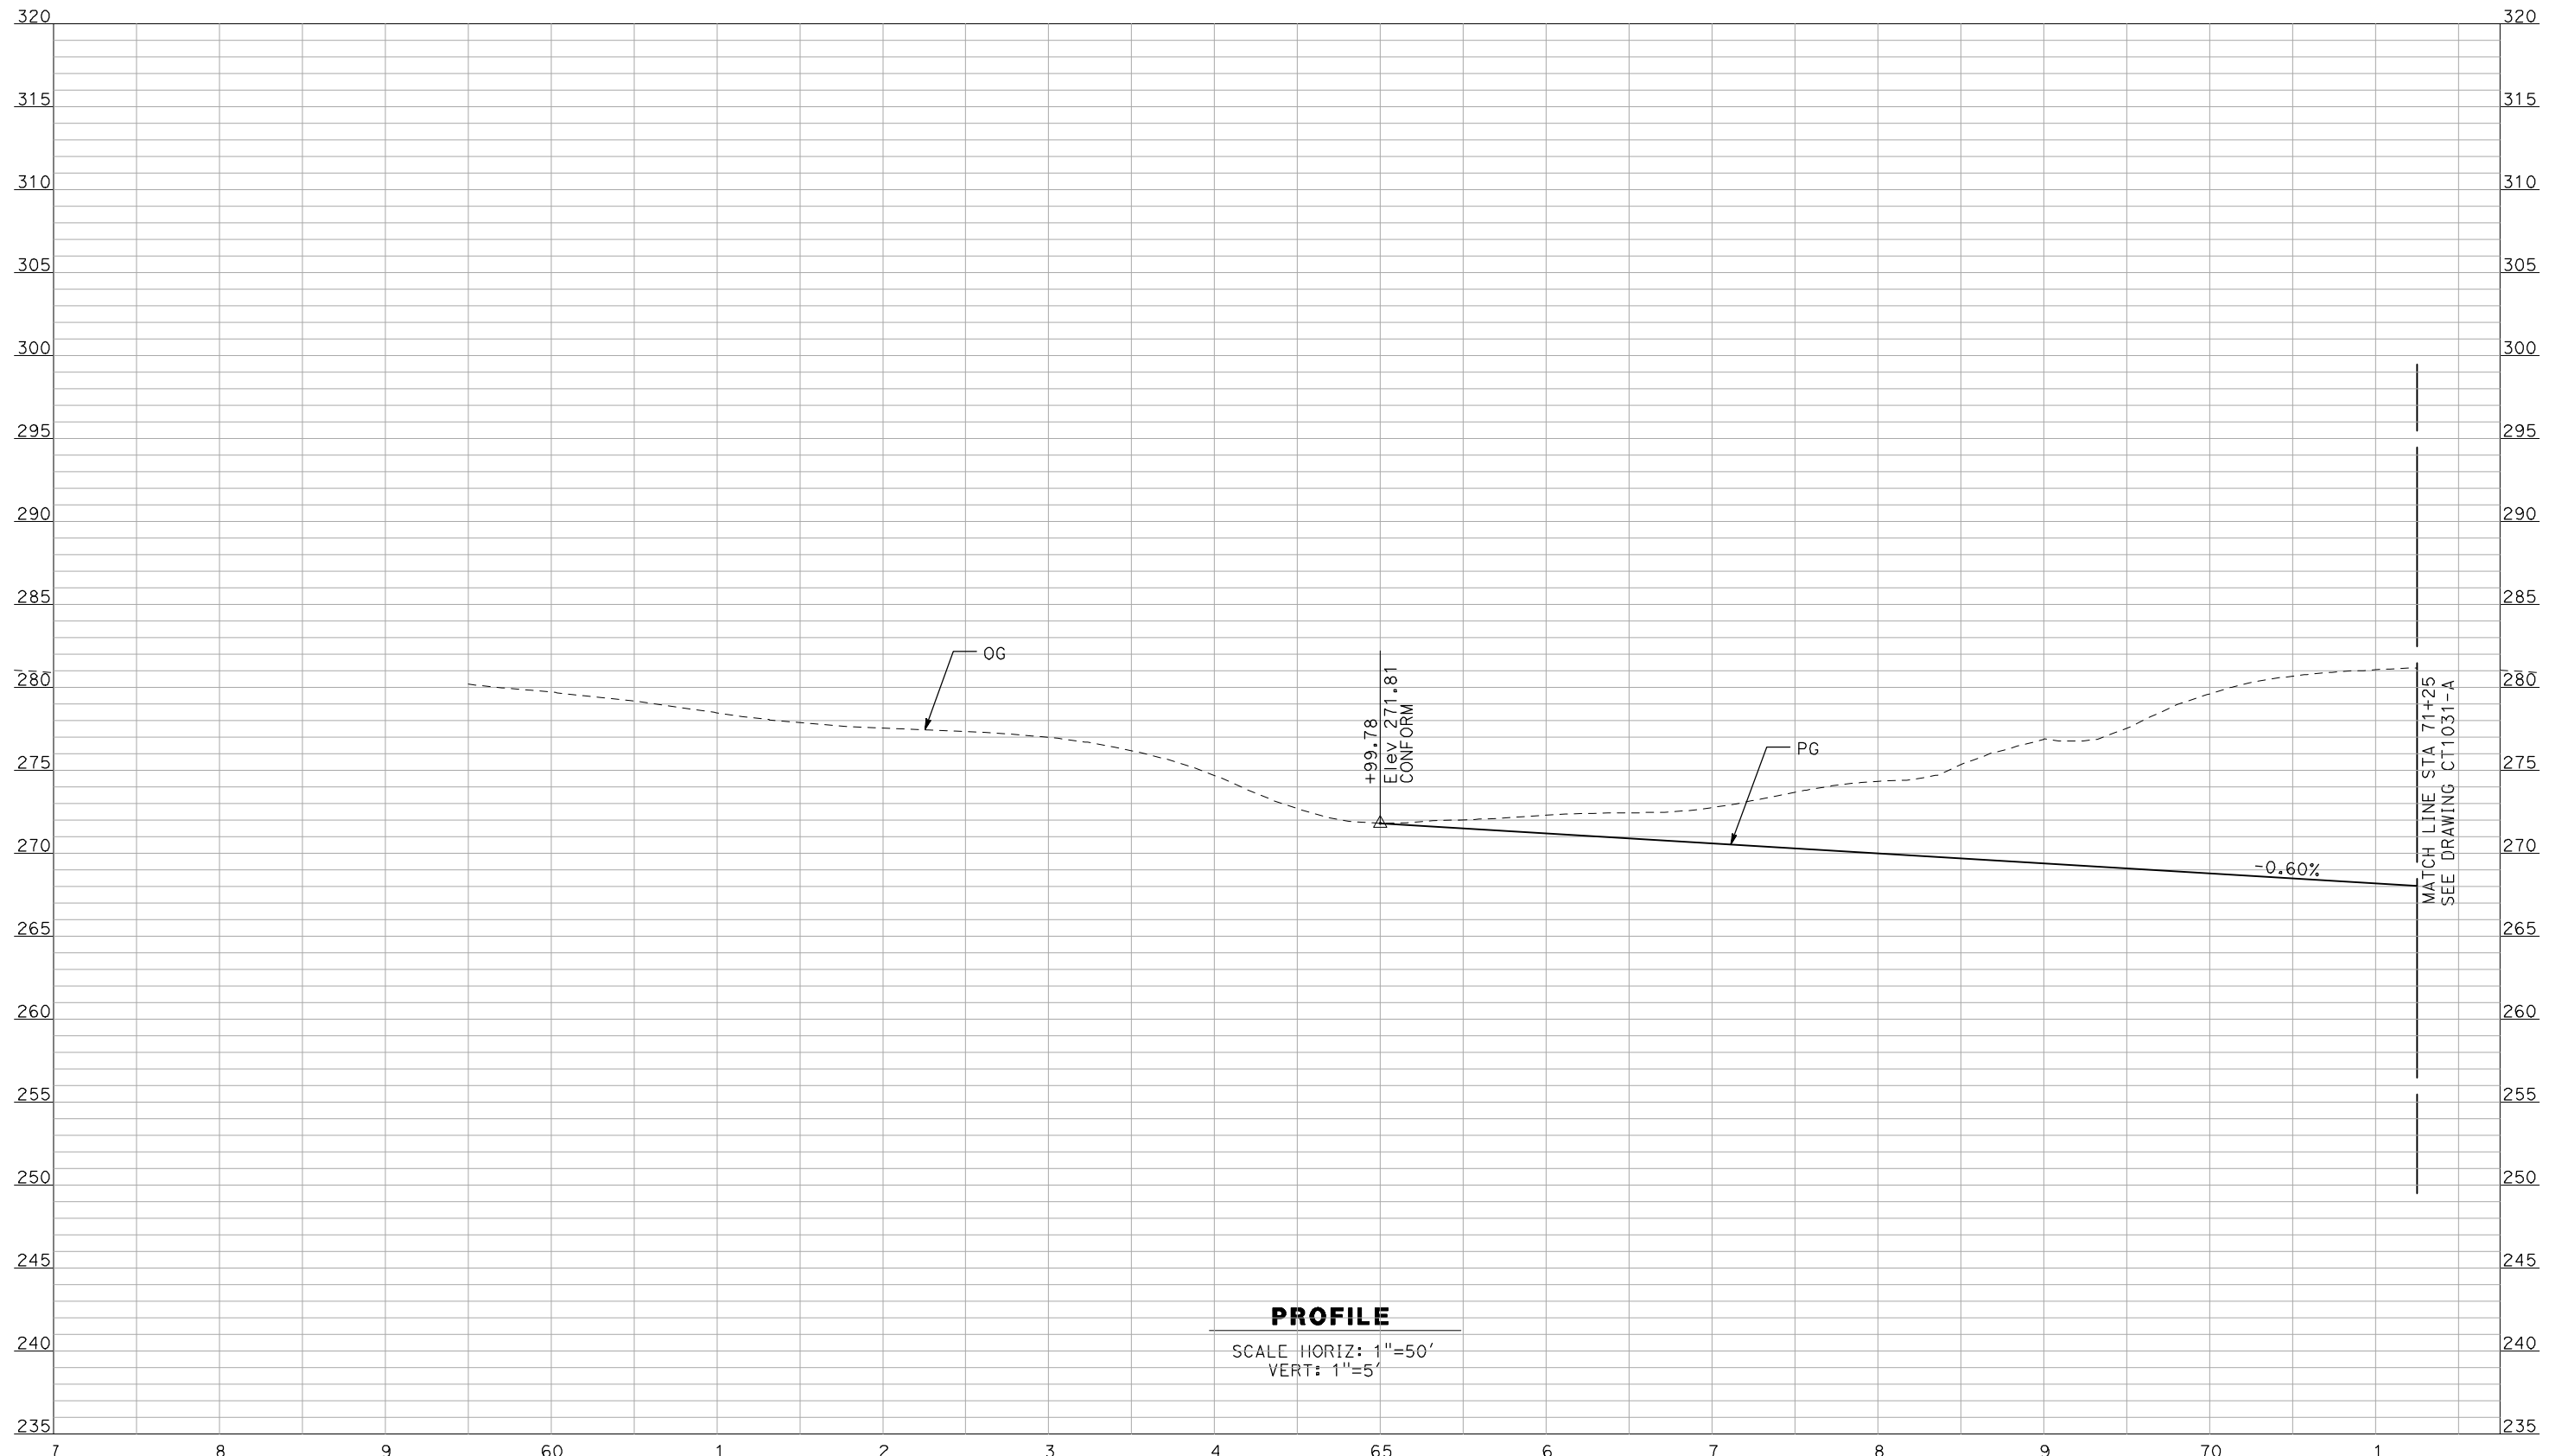 320 320
315 315
310 310
305 305
300 300
295 295
290 290
285 285
280 280
275 275
270 270
265 265
260 260
255 255
250 250
245 245
240 240
235 235
OG
+99.78
Elev 271.81
CONFORM
PG
-0.60%
MATCH LINE STA 71+25
SEE DRAWING CT1031-A
PROFILE
SCALE HORIZ: 1"=50'
VERT: 1"=5'
7 8 9 60 1 2 3 4 65 6 7 8 9 70 1